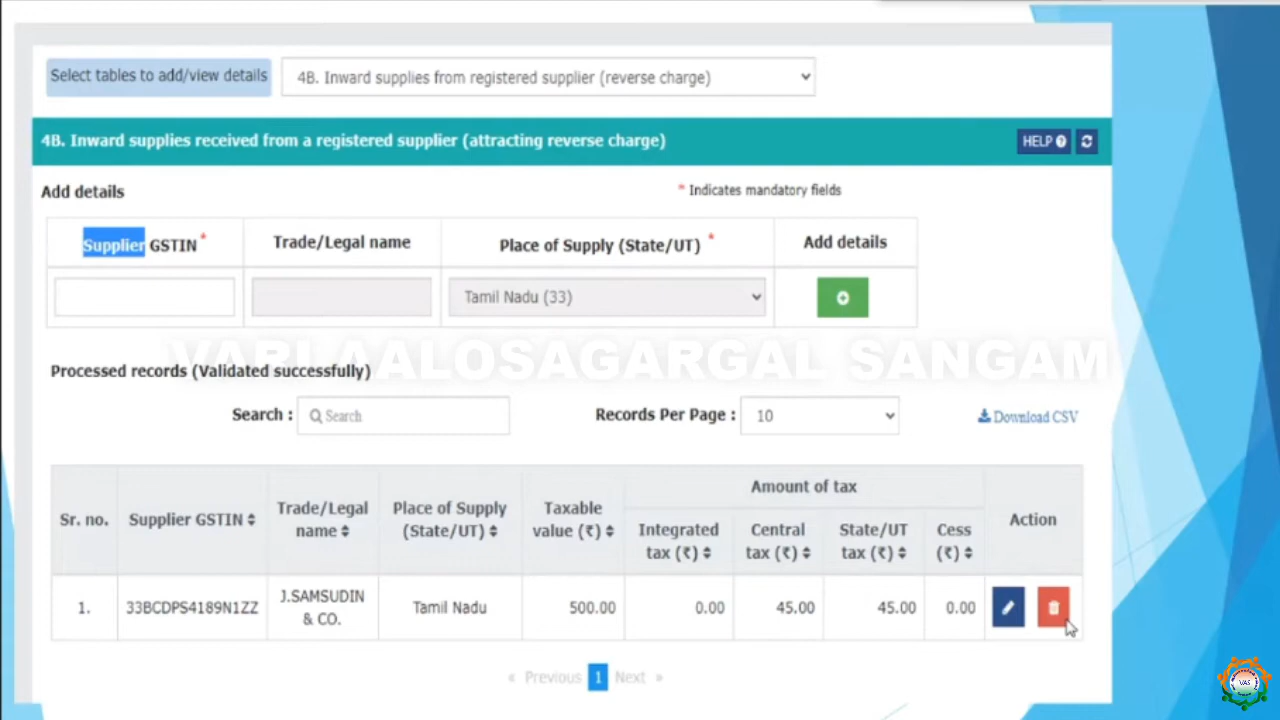 Select tables to add/view details
4B. Inward supplies from registered supplier (reverse charge)
4B. Inward supplies received from a registered supplier (attracting reverse charge)
HELP
Add details
* Indicates mandatory fields
Supplier GSTIN *
Trade/Legal name
Place of Supply (State/UT) *
Add details
Tamil Nadu (33)
VARI AALOSAGARGAL SANGAM
Processed records (Validated successfully)
Search :
Search
Records Per Page :
10
Download CSV
Sr. no.
Supplier GSTIN
Trade/Legal
name
Place of Supply
(State/UT)
Taxable
value (₹)
Amount of tax
Integrated
tax (₹)
Central
tax (₹)
State/UT
tax (₹)
Cess
(₹)
Action
1.
33BCDPS4189N1ZZ
J.SAMSUDIN
& CO.
Tamil Nadu
500.00
0.00
45.00
45.00
0.00
« Previous 1 Next »
VAS